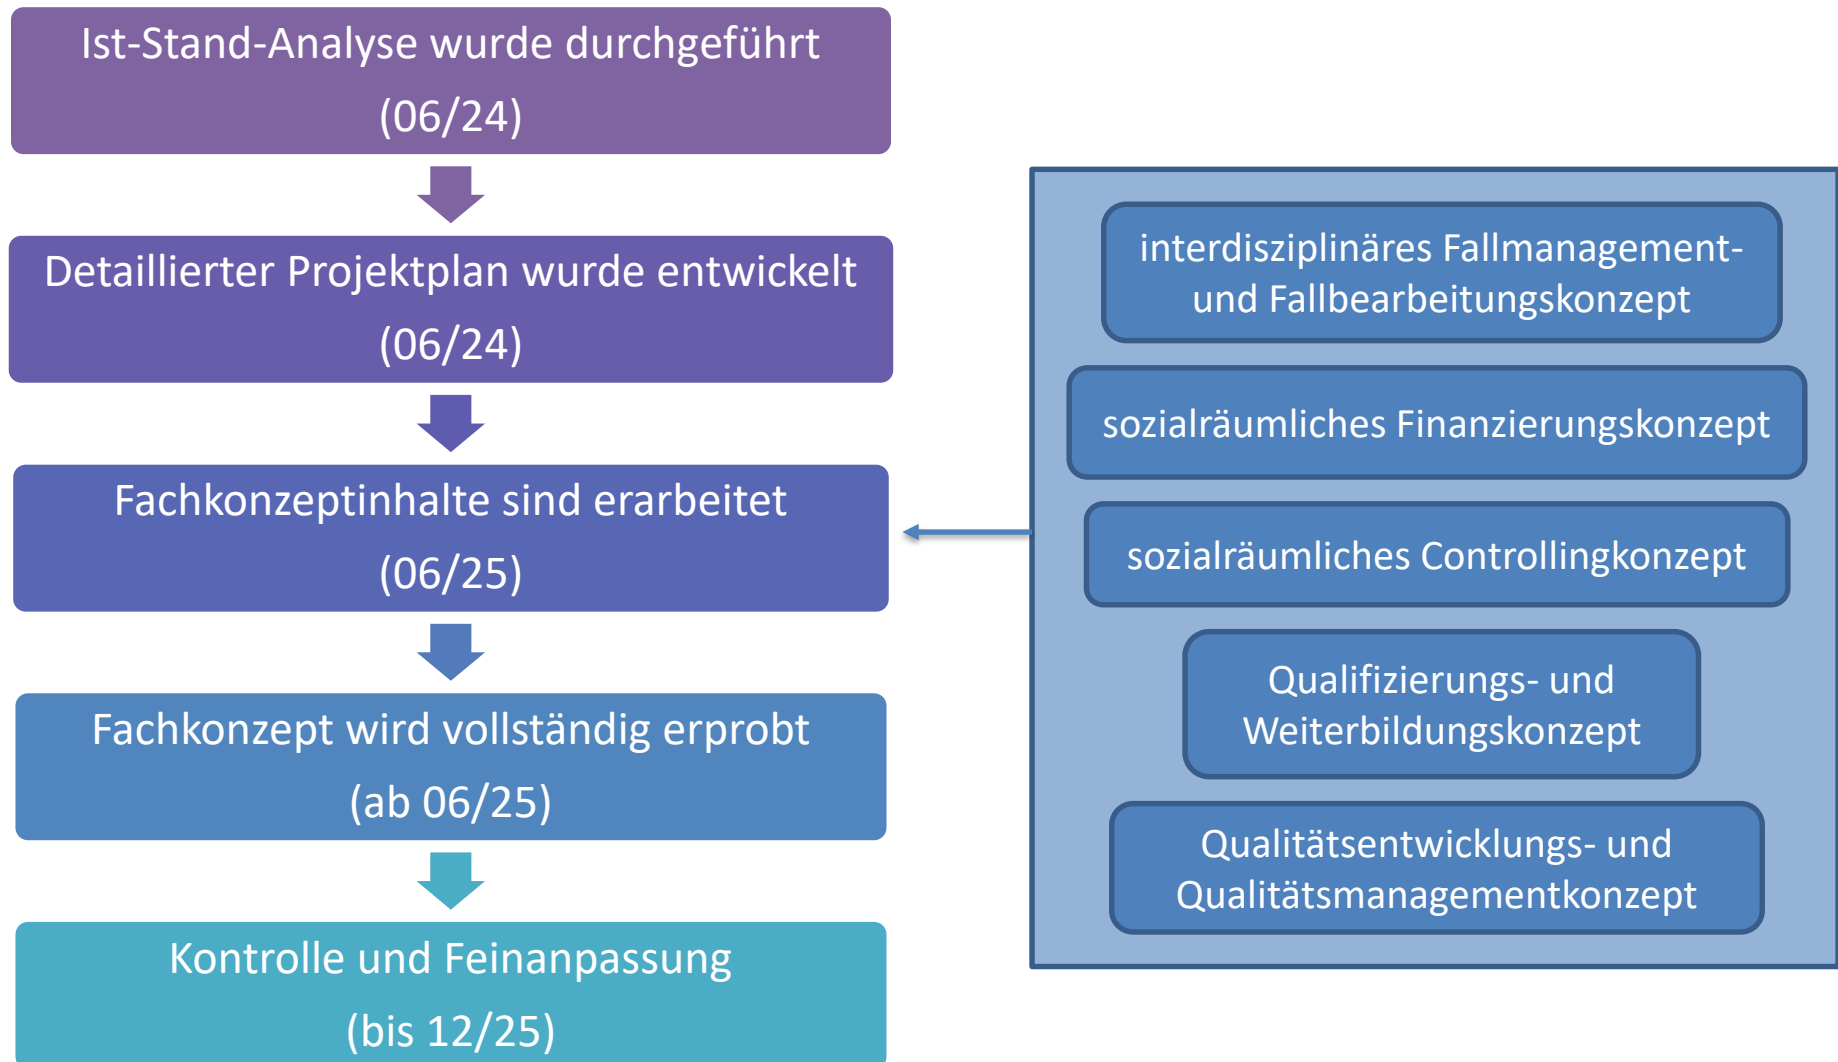 Ist-Stand-Analyse wurde durchgeführt
(06/24)
Detaillierter Projektplan wurde entwickelt
(06/24)
Fachkonzeptinhalte sind erarbeitet
(06/25)
Fachkonzept wird vollständig erprobt
(ab 06/25)
Kontrolle und Feinanpassung
(bis 12/25)
interdisziplinäres Fallmanagement-
und Fallbearbeitungskonzept
sozialräumliches Finanzierungskonzept
sozialräumliches Controllingkonzept
Qualifizierungs- und
Weiterbildungskonzept
Qualitätsentwicklungs- und
Qualitätsmanagementkonzept